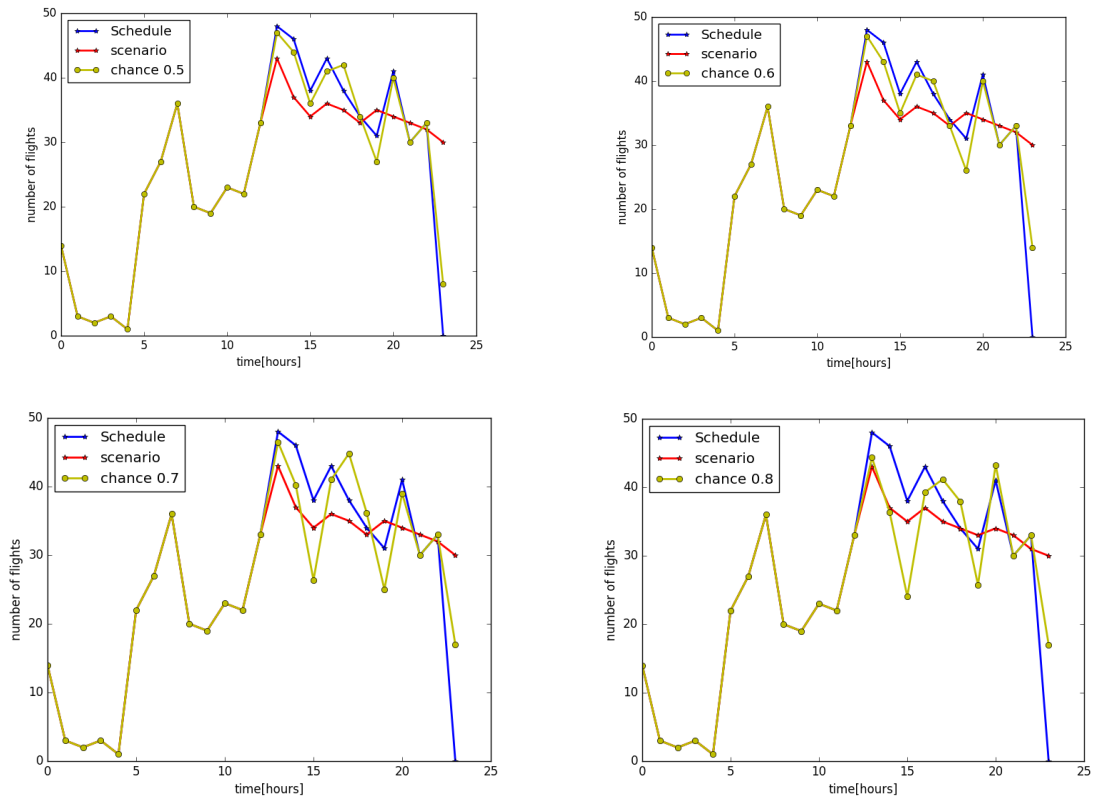 50
40
30
20
10
0
number of flights
Schedule
scenario
chance 0.5
0 5 10 15 20 25
time[hours]
50
40
30
20
10
0
number of flights
Schedule
scenario
chance 0.6
0 5 10 15 20 25
time[hours]
50
40
30
20
10
0
number of flights
Schedule
scenario
chance 0.7
0 5 10 15 20 25
time[hours]
50
40
30
20
10
0
number of flights
Schedule
scenario
chance 0.8
0 5 10 15 20 25
time[hours]